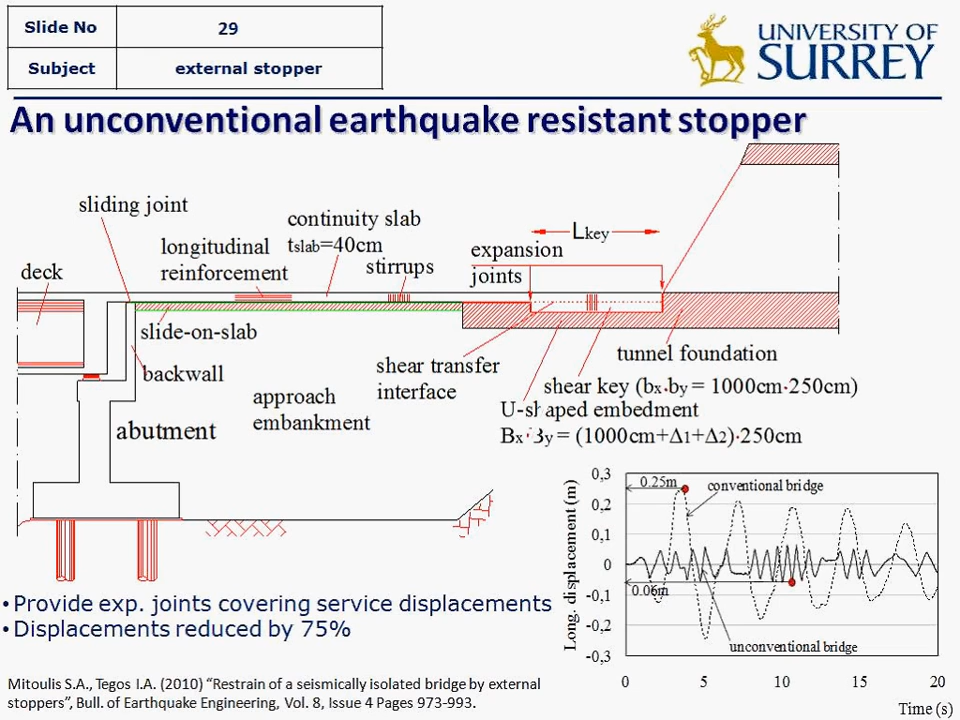 Slide No 29
Subject external stopper
UNIVERSITY OF
SURREY
An unconventional earthquake resistant stopper
sliding joint
continuity slab
tslab=40cm
longitudinal
reinforcement
stirrups
Lkey
expansion
joints
deck
slide-on-slab
backwall
abutment
approach
embankment
shear transfer
interface
tunnel foundation
shear key (bx·by = 1000cm·250cm)
U-shaped embedment
Bx·By = (1000cm+Δ1+Δ2)·250cm
Long. displacement (m)
0,3
0,2
0,1
0
-0,1
-0,2
-0,3
0.25m
conventional bridge
0.06m
unconventional bridge
0 5 10 15 20
Time (s)
• Provide exp. joints covering service displacements
• Displacements reduced by 75%
Mitoulis S.A., Tegos I.A. (2010) “Restrain of a seismically isolated bridge by external
stoppers”, Bull. of Earthquake Engineering, Vol. 8, Issue 4 Pages 973-993.